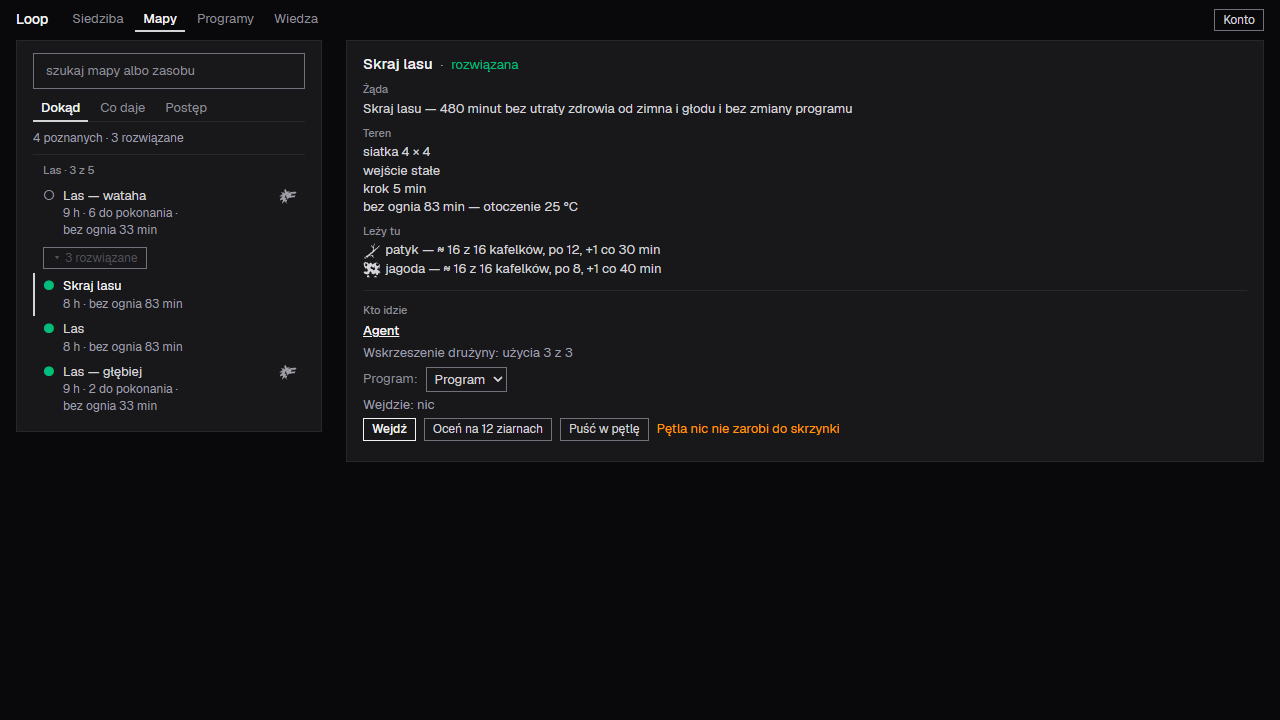 Loop Siedziba Mapy Programy Wiedza Konto
szukaj mapy albo zasobu
Dokąd Co daje Postęp
4 poznanych · 3 rozwiązane
Las · 3 z 5
Las — wataha
9 h · 6 do pokonania ·
bez ognia 33 min
3 rozwiązane
Skraj lasu
8 h · bez ognia 83 min
Las
8 h · bez ognia 83 min
Las — głębiej
9 h · 2 do pokonania ·
bez ognia 33 min
Skraj lasu · rozwiązana
Żąda
Skraj lasu — 480 minut bez utraty zdrowia od zimna i głodu i bez zmiany programu
Teren
siatka 4 × 4
wejście stałe
krok 5 min
bez ognia 83 min — otoczenie 25 °C
Leży tu
patyk — ≈ 16 z 16 kafelków, po 12, +1 co 30 min
jagoda — ≈ 16 z 16 kafelków, po 8, +1 co 40 min
Kto idzie
Agent
Wskrzeszenie drużyny: użycia 3 z 3
Program: Program
Wejdzie: nic
Wejdź Oceń na 12 ziarnach Puść w pętlę Pętla nic nie zarobi do skrzynki